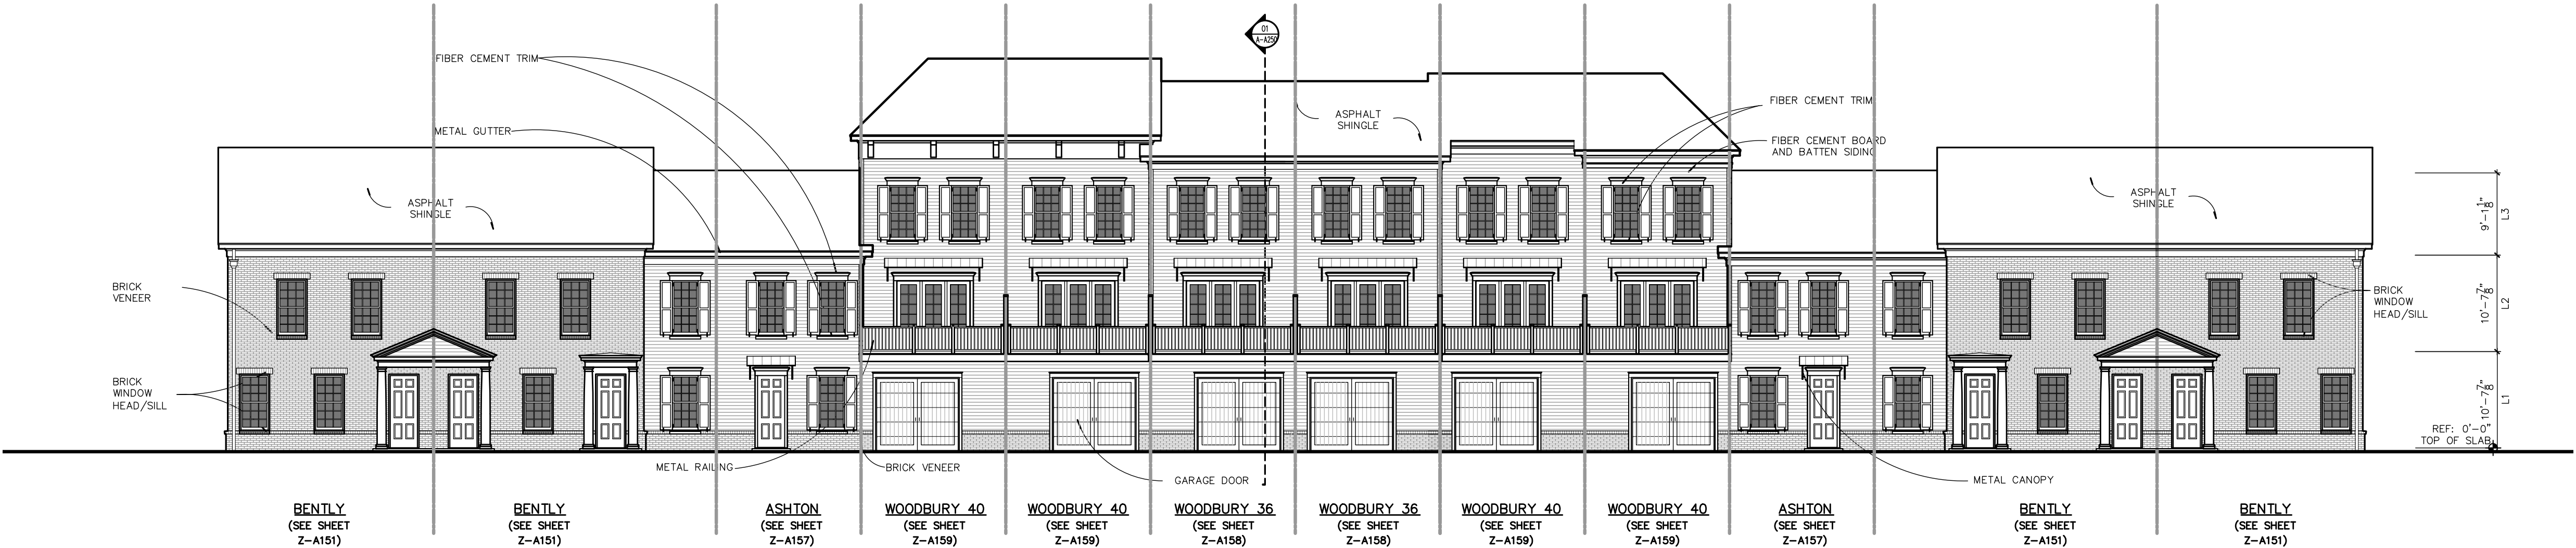 01
A-A250
FIBER CEMENT TRIM
METAL GUTTER
ASPHALT
SHINGLE
FIBER CEMENT TRIM
FIBER CEMENT BOARD
AND BATTEN SIDING
ASPHALT
SHINGLE
ASPHALT
SHINGLE
9'-1 1/8"
L3
BRICK
VENEER
BRICK
WINDOW
HEAD/SILL
10'-7 7/8"
L2
BRICK
WINDOW
HEAD/SILL
10'-7 7/8"
L1
REF: 0'-0"
TOP OF SLAB
METAL RAILING
BRICK VENEER
GARAGE DOOR
METAL CANOPY
BENTLY
(SEE SHEET
Z-A151)
BENTLY
(SEE SHEET
Z-A151)
ASHTON
(SEE SHEET
Z-A157)
WOODBURY 40
(SEE SHEET
Z-A159)
WOODBURY 40
(SEE SHEET
Z-A159)
WOODBURY 36
(SEE SHEET
Z-A158)
WOODBURY 36
(SEE SHEET
Z-A158)
WOODBURY 40
(SEE SHEET
Z-A159)
WOODBURY 40
(SEE SHEET
Z-A159)
ASHTON
(SEE SHEET
Z-A157)
BENTLY
(SEE SHEET
Z-A151)
BENTLY
(SEE SHEET
Z-A151)